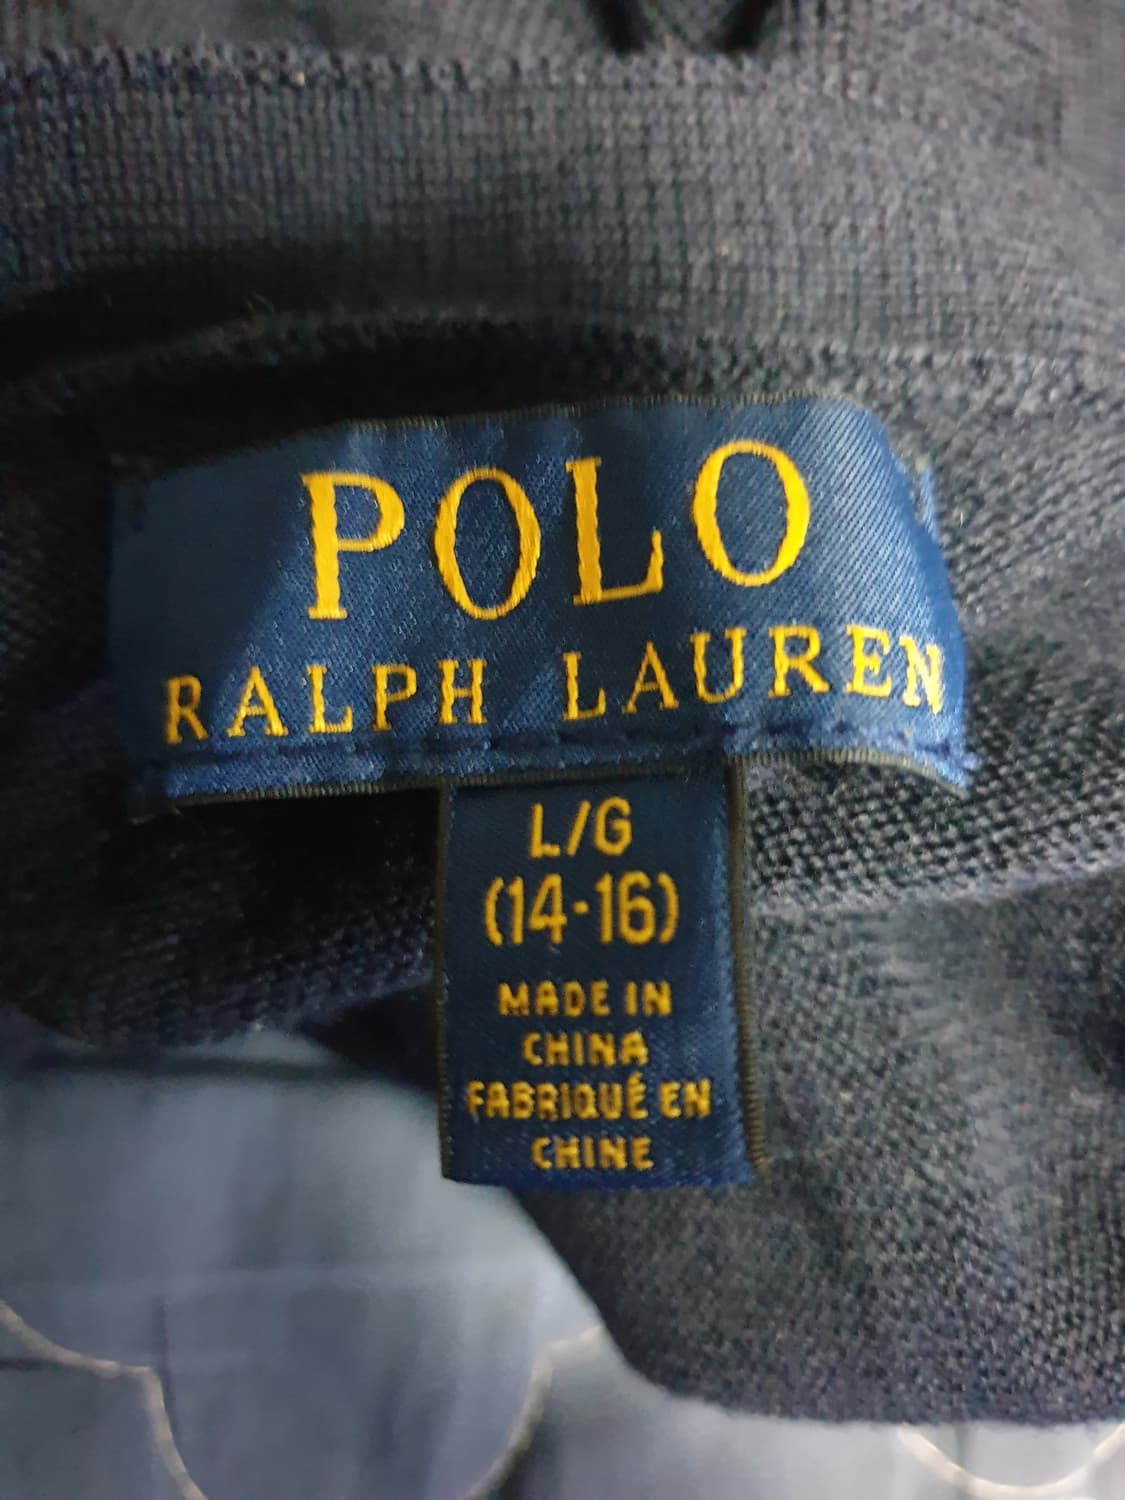 POLO
RALPH LAUREN
L/G
(14-16)
MADE IN
CHINA
FABRIQUÉ EN
CHINE